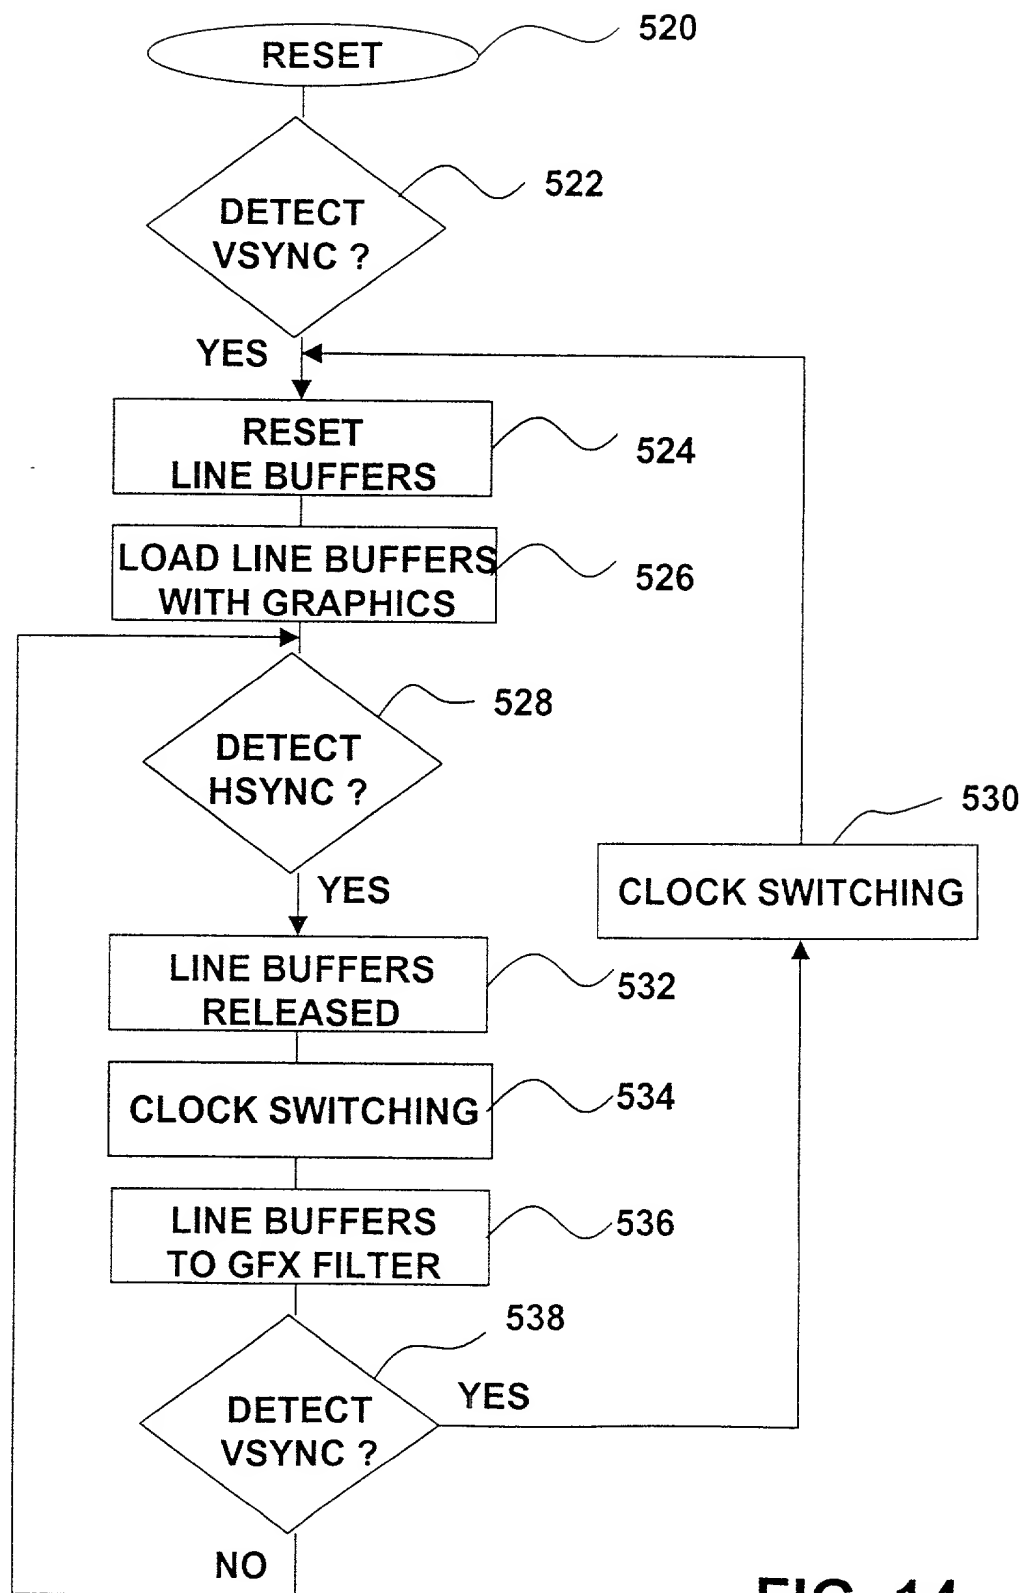 RESET
520
DETECT
VSYNC ?
522
YES
RESET
LINE BUFFERS
524
LOAD LINE BUFFERS
WITH GRAPHICS
526
DETECT
HSYNC ?
528
YES
530
CLOCK SWITCHING
LINE BUFFERS
RELEASED
532
CLOCK SWITCHING
534
LINE BUFFERS
TO GFX FILTER
536
538
DETECT
VSYNC ?
YES
NO
FIG. 14